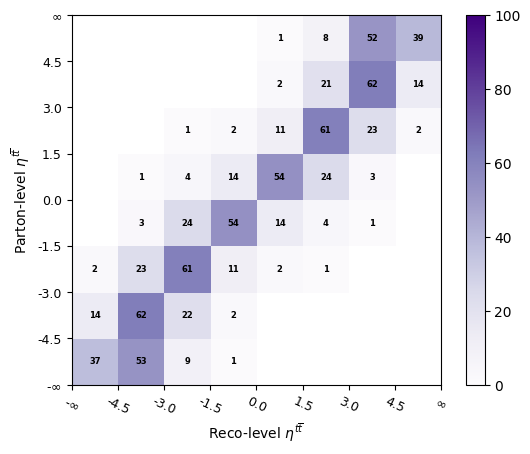 ∞ 1 8 52 39 100
4.5 2 21 62 14
3.0 1 2 11 61 23 2 80
1.5 1 4 14 54 24 3 60
0.0 3 24 54 14 4 1
-1.5 2 23 61 11 2 1 40
-3.0 14 62 22 2 20
-4.5 37 53 9 1
-∞ 0
-∞ -4.5 -3.0 -1.5 0.0 1.5 3.0 4.5 ∞
Parton-level η^{tt̅}
Reco-level η^{tt̅}